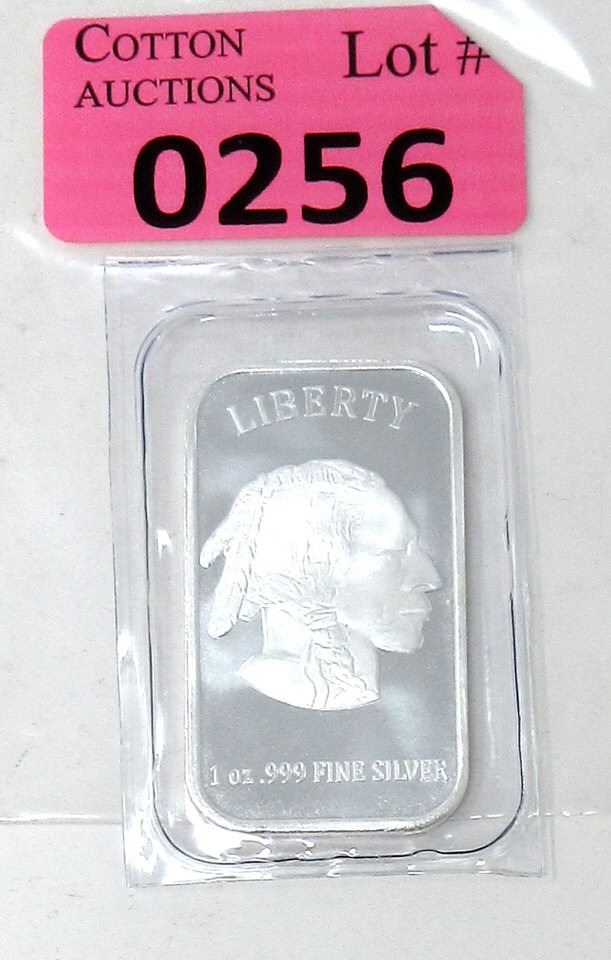 COTTON Lot #
AUCTIONS
0256
LIBERTY
1 oz .999 FINE SILVER